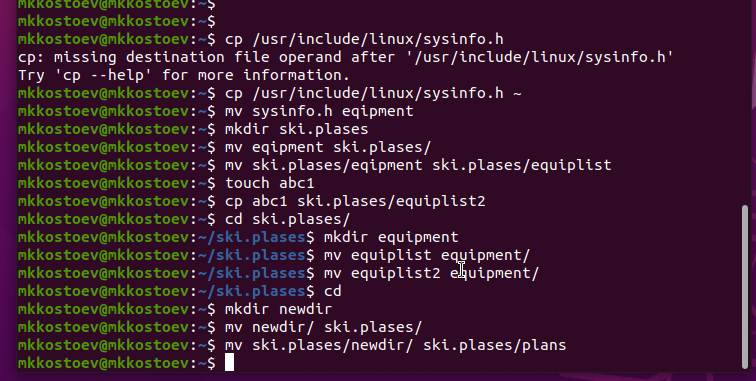 mkkostoev@mkkostoev:~$
mkkostoev@mkkostoev:~$
mkkostoev@mkkostoev:~$ cp /usr/include/linux/sysinfo.h
cp: missing destination file operand after '/usr/include/linux/sysinfo.h'
Try 'cp --help' for more information.
mkkostoev@mkkostoev:~$ cp /usr/include/linux/sysinfo.h ~
mkkostoev@mkkostoev:~$ mv sysinfo.h eqipment
mkkostoev@mkkostoev:~$ mkdir ski.plases
mkkostoev@mkkostoev:~$ mv eqipment ski.plases/
mkkostoev@mkkostoev:~$ mv ski.plases/eqipment ski.plases/equiplist
mkkostoev@mkkostoev:~$ touch abc1
mkkostoev@mkkostoev:~$ cp abc1 ski.plases/equiplist2
mkkostoev@mkkostoev:~$ cd ski.plases/
mkkostoev@mkkostoev:~/ski.plases$ mkdir equipment
mkkostoev@mkkostoev:~/ski.plases$ mv equiplist equipment/
mkkostoev@mkkostoev:~/ski.plases$ mv equiplist2 equipment/
mkkostoev@mkkostoev:~/ski.plases$ cd
mkkostoev@mkkostoev:~$ mkdir newdir
mkkostoev@mkkostoev:~$ mv newdir/ ski.plases/
mkkostoev@mkkostoev:~$ mv ski.plases/newdir/ ski.plases/plans
mkkostoev@mkkostoev:~$